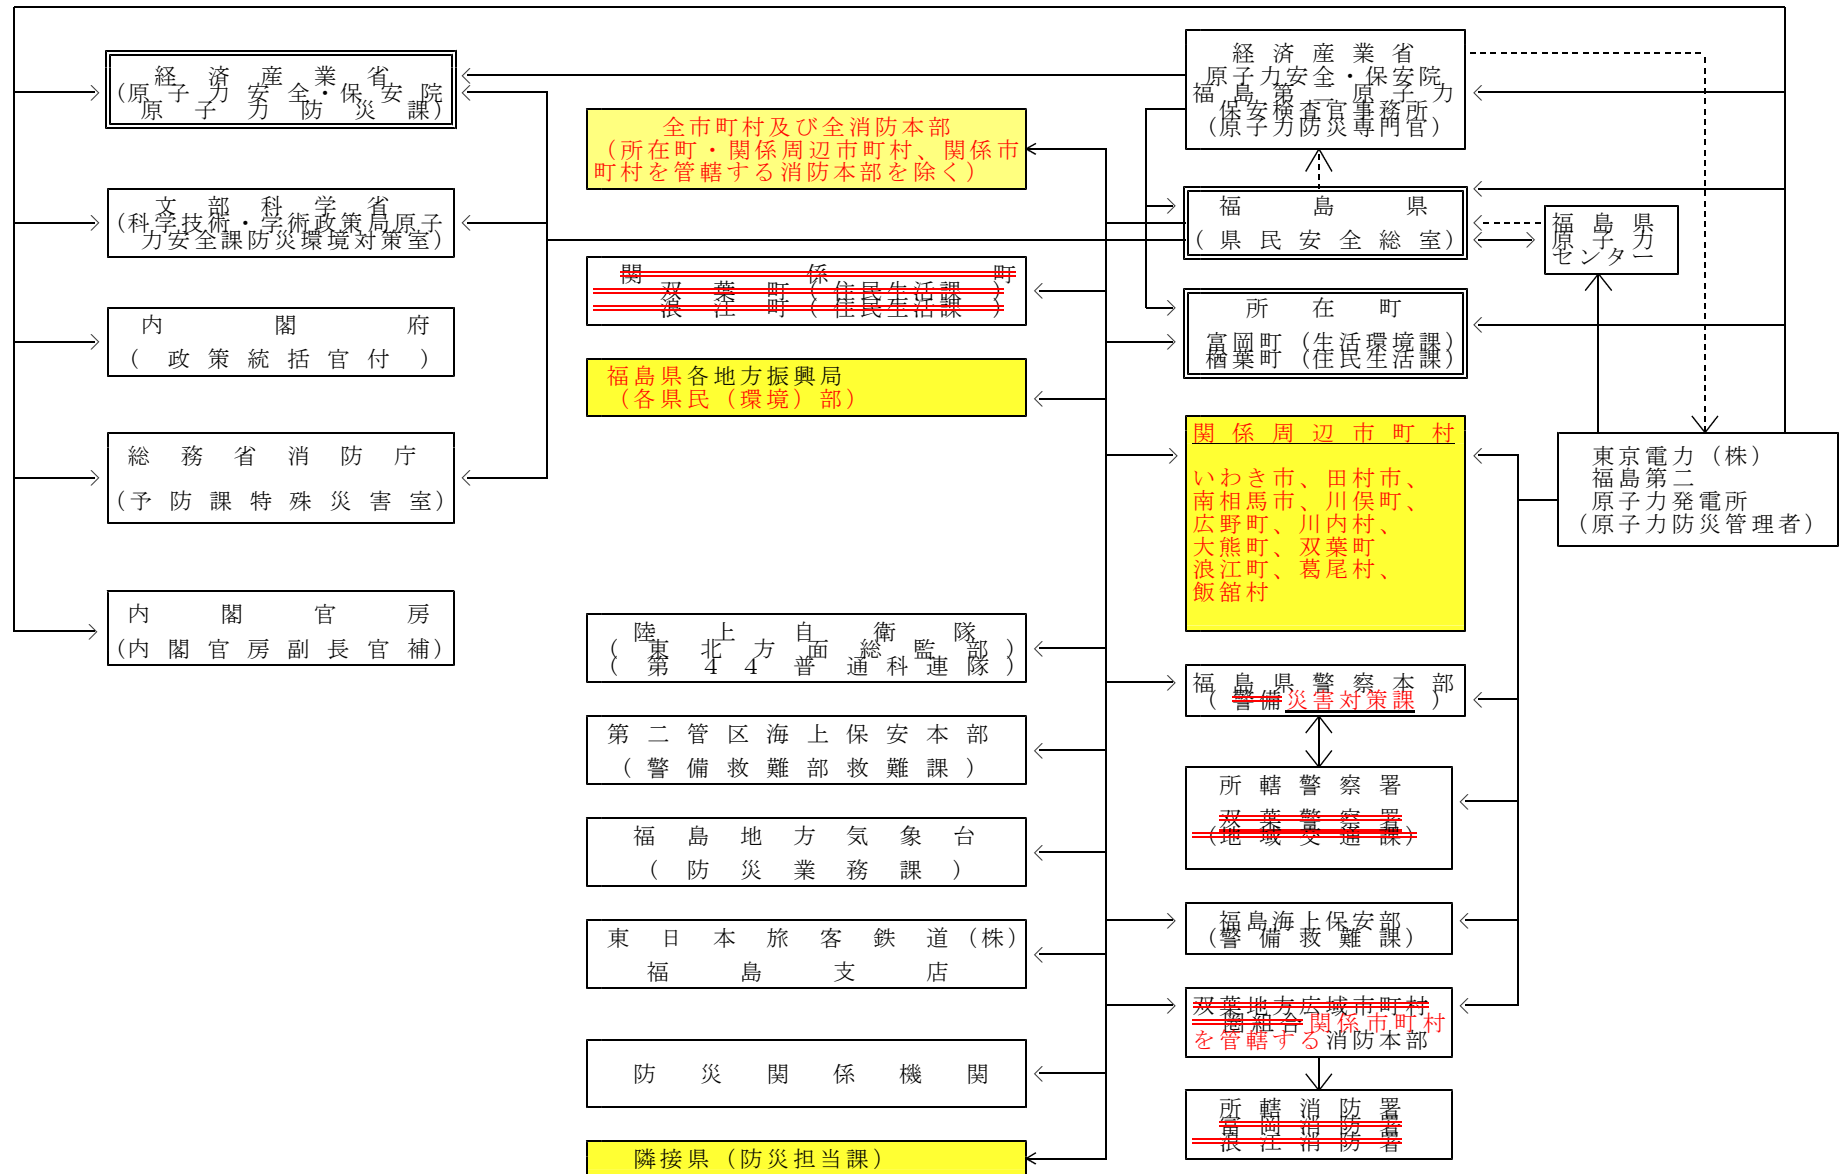 経済産業省
(原子力安全・保安院
原子力防災課)
文部科学省
(科学技術・学術政策局原子
力安全課防災環境対策室)
内閣府
(政策統括官付)
総務省消防庁
(予防課特殊災害室)
内閣官房
(内閣官房副長官補)
全市町村及び全消防本部
(所在町・関係周辺市町村、関係市
町村を管轄する消防本部を除く)
関係町
双葉町(住民生活課)
浪江町(住民生活課)
福島県各地方振興局
(各県民(環境)部)
陸上自衛隊
(東北方面総監部)
(第44普通科連隊)
第二管区海上保安本部
(警備救難部救難課)
福島地方気象台
(防災業務課)
東日本旅客鉄道(株)
福島支店
防災関係機関
隣接県(防災担当課)
経済産業省
原子力安全・保安院
福島第二原子力
保安検査官事務所
(原子力防災専門官)
福島県
(県民安全総室)
福島県
原子力
センター
所在町
富岡町(生活環境課)
楢葉町(住民生活課)
関係周辺市町村
いわき市、田村市、
南相馬市、川俣町、
広野町、川内村、
大熊町、双葉町
浪江町、葛尾村、
飯舘村
東京電力(株)
福島第二
原子力発電所
(原子力防災管理者)
福島県警察本部
(警備災害対策課)
所轄警察署
双葉警察署
(地域交通課)
福島海上保安部
(警備救難課)
双葉地方広域市町村
圏組合関係市町村
を管轄する消防本部
所轄消防署
富岡消防署
浪江消防署